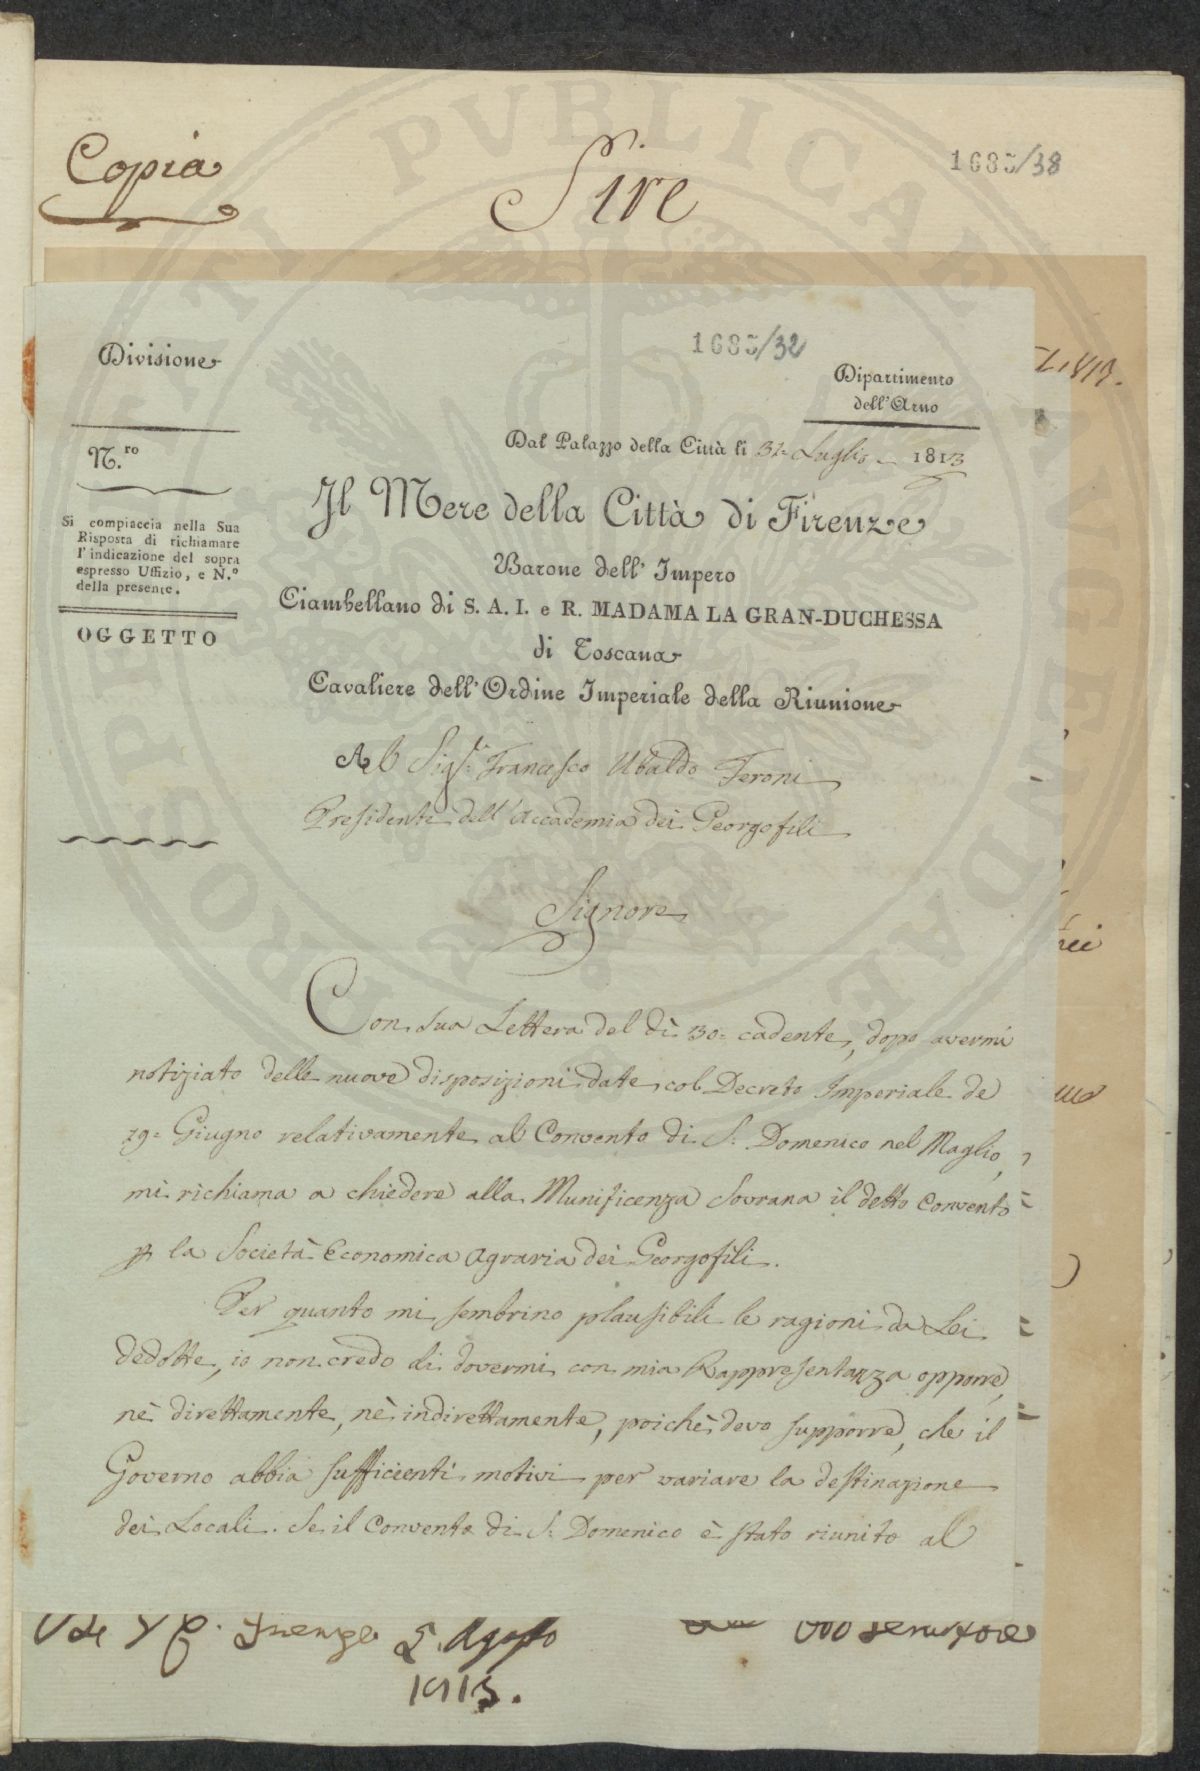 Copia
Sire
1685/38
1685/32
Divisione
Dipartimento
dell'Arno
N.ro
Dal Palazzo della Città li 31 Luglio 1813
Si compiaccia nella Sua
Risposta di richiamare
l'indicazione del sopra
espresso Uffizio, e N.o
della presente.
OGGETTO
Il Mere della Città di Firenze
Barone dell'Impero
Ciambellano di S. A. I. e R. MADAMA LA GRAN-DUCHESSA
di Toscana
Cavaliere dell'Ordine Imperiale della Riunione
Al Sig.r Francesco Ubaldo Feroni
Presidente dell'Accademia dei Georgofili
Signore
Con sua Lettera del dì 30. cadente, dopo avermi
notiziato delle nuove disposizioni date col Decreto Imperiale de
19. Giugno relativamente al Convento di S. Domenico nel Maglio,
mi richiama a chiedere alla Munificenza Sovrana il detto Convento
p la Società Economica Agraria dei Georgofili.
Per quanto mi sembrino plausibili le ragioni da Lei
dedotte, io non credo di dovermi con mia Rappresentanza opporre,
nè direttamente, nè indirettamente, poichè devo supporre, che il
Governo abbia sufficienti motivi per variare la destinazione
dei Locali. Se il Convento di S. Domenico è stato riunito al
Firenze 5. Agosto
1813.